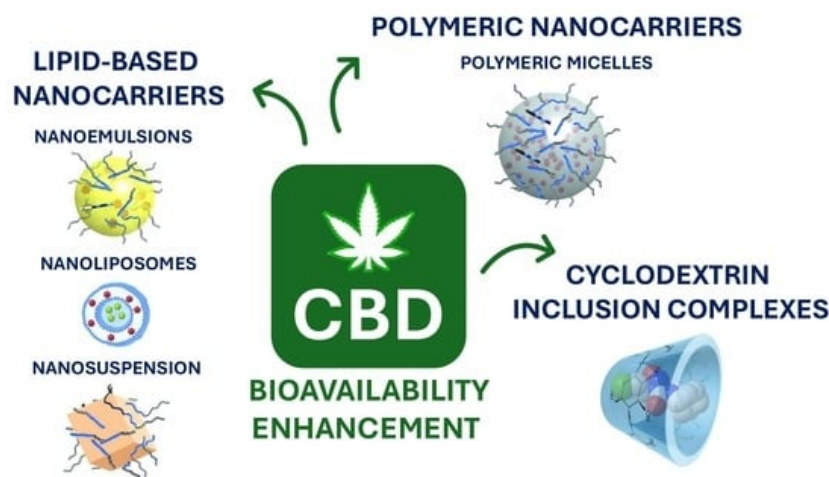 LIPID-BASED
NANOCARRIERS
NANOEMULSIONS
NANOLIPOSOMES
NANOSUSPENSION
POLYMERIC NANOCARRIERS
POLYMERIC MICELLES
CBD
BIOAVAILABILITY
ENHANCEMENT
CYCLODEXTRIN
INCLUSION COMPLEXES